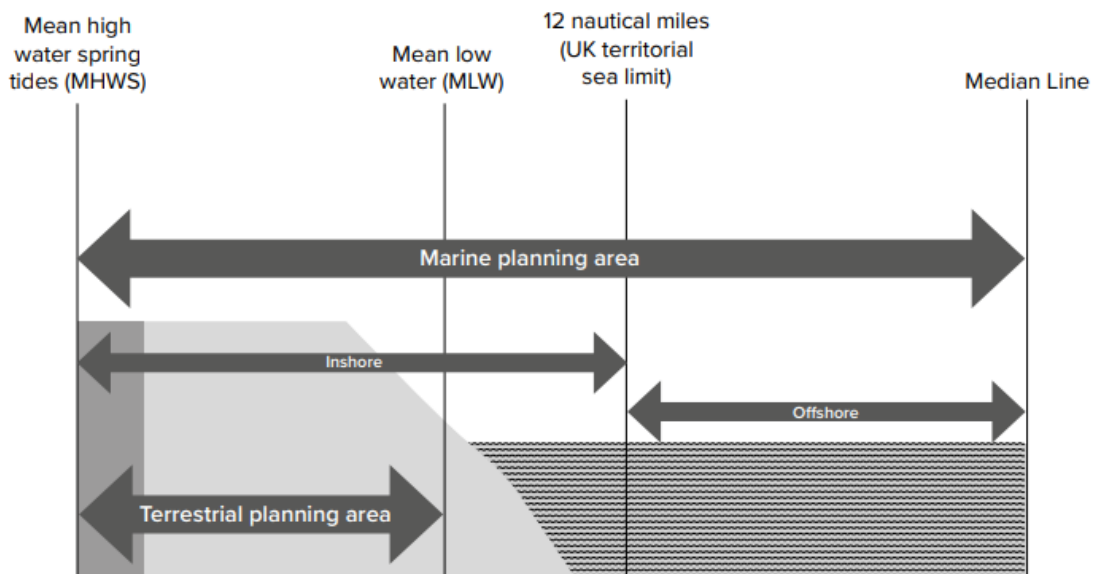 Mean high
water spring
tides (MHWS)
Mean low
water (MLW)
12 nautical miles
(UK territorial
sea limit)
Median Line
Marine planning area
Inshore
Offshore
Terrestrial planning area